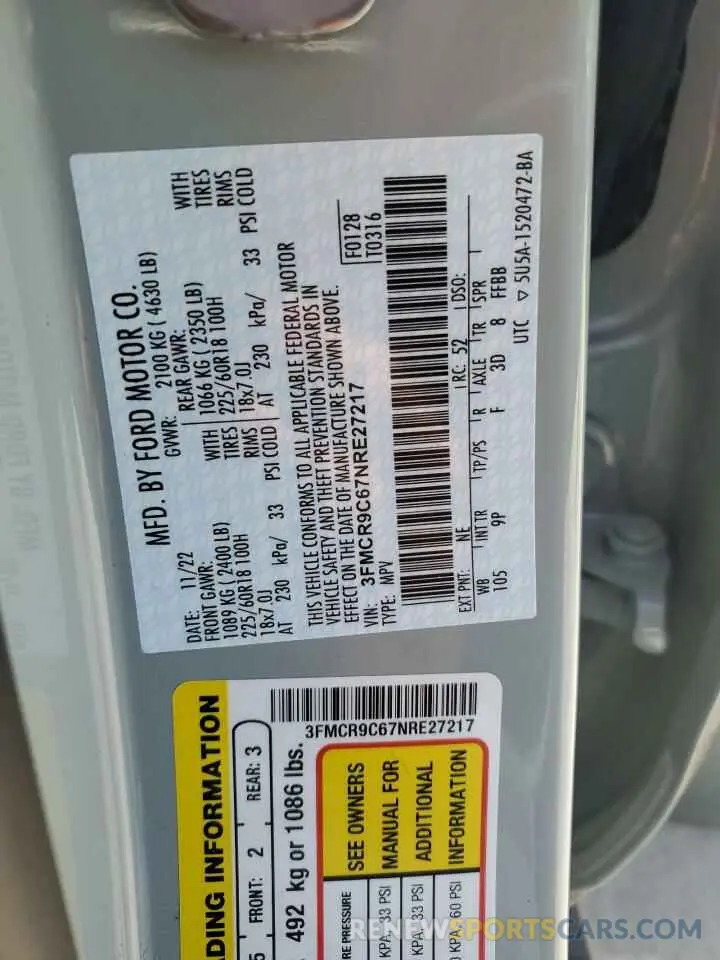 MFD. BY FORD MOTOR CO.
DATE: 11/22 GVWR: 2100 KG ( 4630 LB)
FRONT GAWR: REAR GAWR:
1089 KG ( 2400 LB) WITH 1066 KG ( 2350 LB) WITH
225/60R18 100H TIRES 225/60R18 100H TIRES
18x7.0J RIMS 18x7.0J RIMS
AT 230 kPa/ 33 PSI COLD AT 230 kPa/ 33 PSI COLD
THIS VEHICLE CONFORMS TO ALL APPLICABLE FEDERAL MOTOR
VEHICLE SAFETY AND THEFT PREVENTION STANDARDS IN
EFFECT ON THE DATE OF MANUFACTURE SHOWN ABOVE.
VIN: 3FMCR9C67NRE27217 F0128
TYPE: MPV T0316
EXT PNT: NE RC: 52 DSO:
WB INT TR TP/PS R AXLE TR SPR
105 9P F 3D 8 FFBB
UTC ▽ 5U5A-1520472-BA
ADING INFORMATION
FRONT: 2 REAR: 3
492 kg or 1086 lbs.
3FMCR9C67NRE27217
RE PRESSURE
KPA, 33 PSI
KPA, 33 PSI
KPA, 60 PSI
SEE OWNERS
MANUAL FOR
ADDITIONAL
INFORMATION
RENEWSPORTSCARS.COM